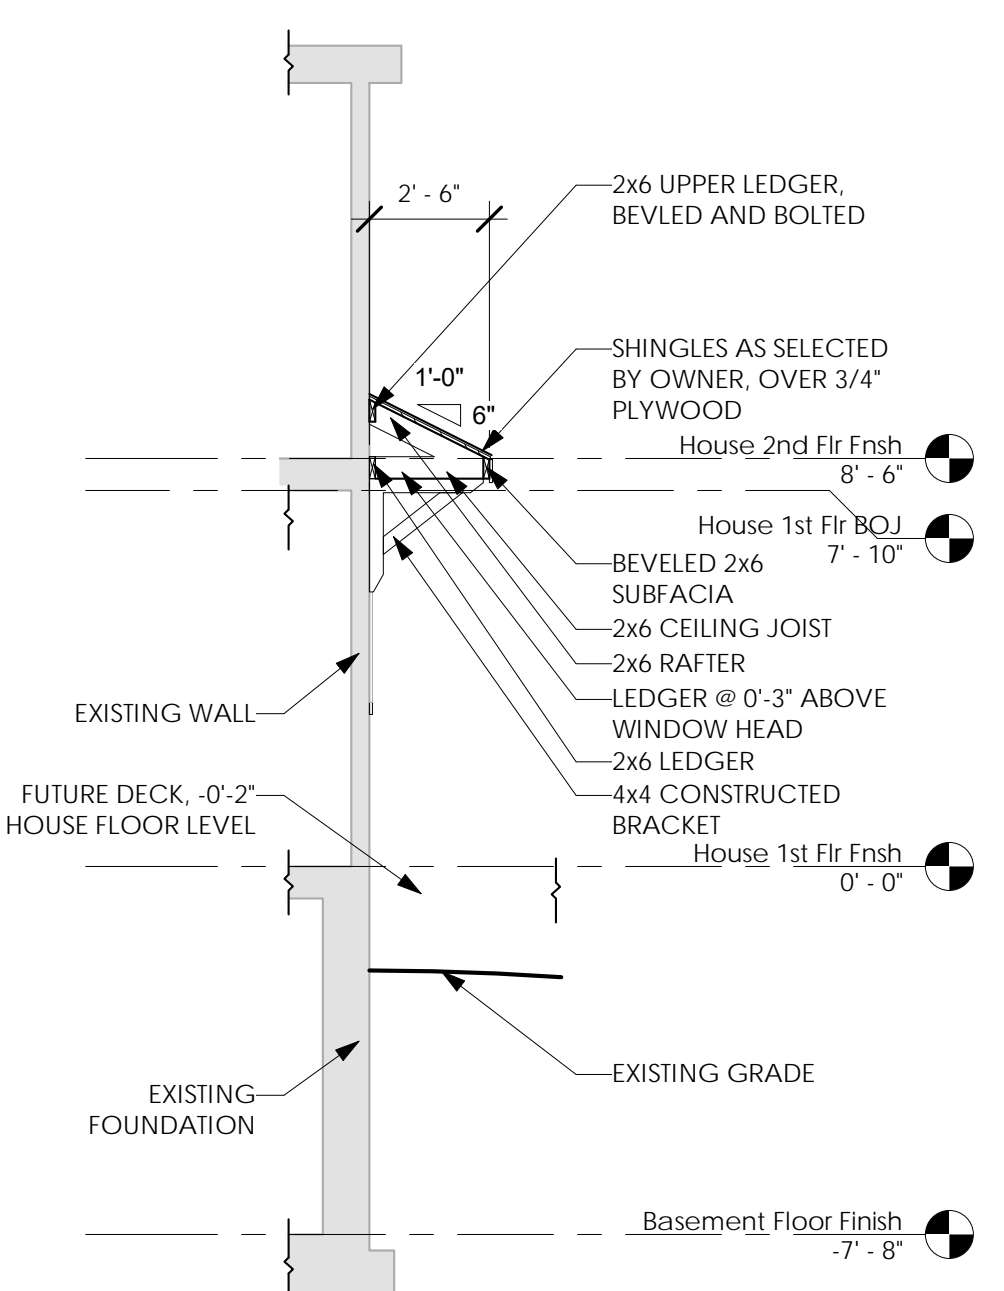 2' - 6"
2x6 UPPER LEDGER,
BEVLED AND BOLTED
1'-0"
6"
SHINGLES AS SELECTED
BY OWNER, OVER 3/4"
PLYWOOD
House 2nd Flr Fnsh
8' - 6"
House 1st Flr BOJ
7' - 10"
BEVELED 2x6
SUBFACIA
2x6 CEILING JOIST
2x6 RAFTER
LEDGER @ 0'-3" ABOVE
WINDOW HEAD
2x6 LEDGER
4x4 CONSTRUCTED
BRACKET
EXISTING WALL
FUTURE DECK, -0'-2"
HOUSE FLOOR LEVEL
House 1st Flr Fnsh
0' - 0"
EXISTING GRADE
EXISTING
FOUNDATION
Basement Floor Finish
-7' - 8"